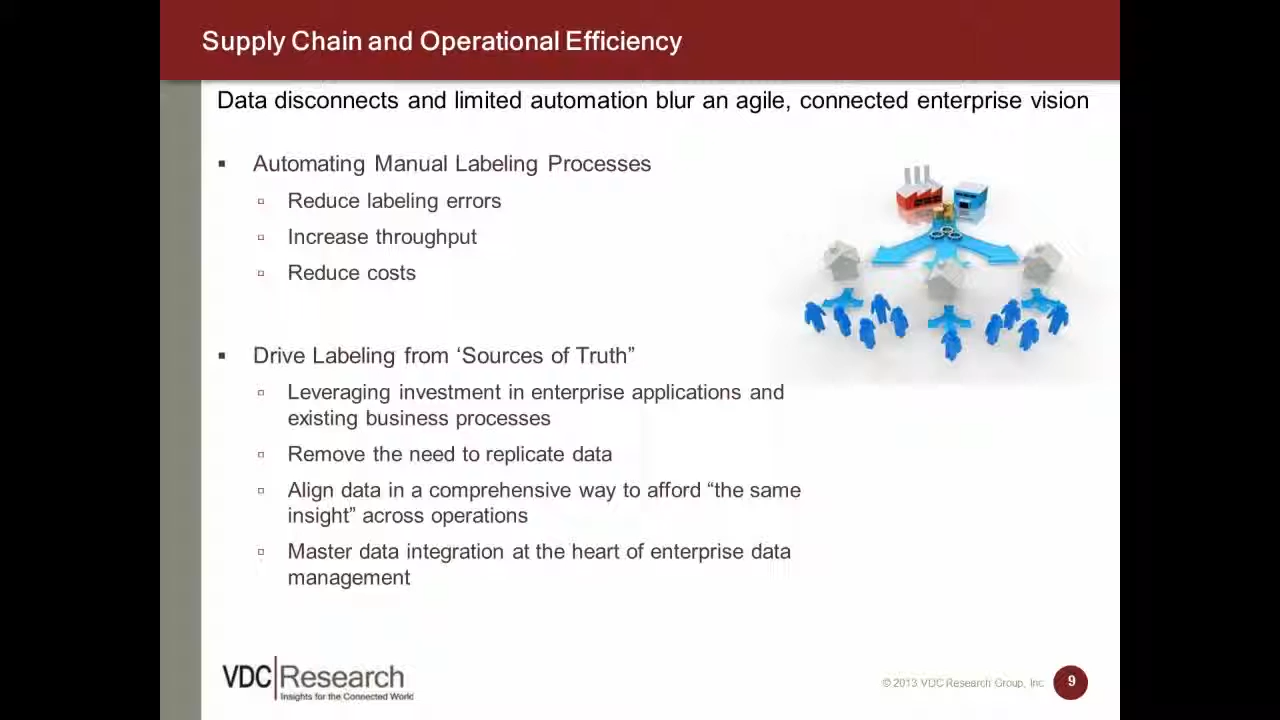 Supply Chain and Operational Efficiency
Data disconnects and limited automation blur an agile, connected enterprise vision
Automating Manual Labeling Processes
Reduce labeling errors
Increase throughput
Reduce costs
Drive Labeling from ‘Sources of Truth”
Leveraging investment in enterprise applications and
existing business processes
Remove the need to replicate data
Align data in a comprehensive way to afford “the same
insight” across operations
Master data integration at the heart of enterprise data
management
VDC Research
Insights for the Connected World
© 2013 VDC Research Group, Inc
9